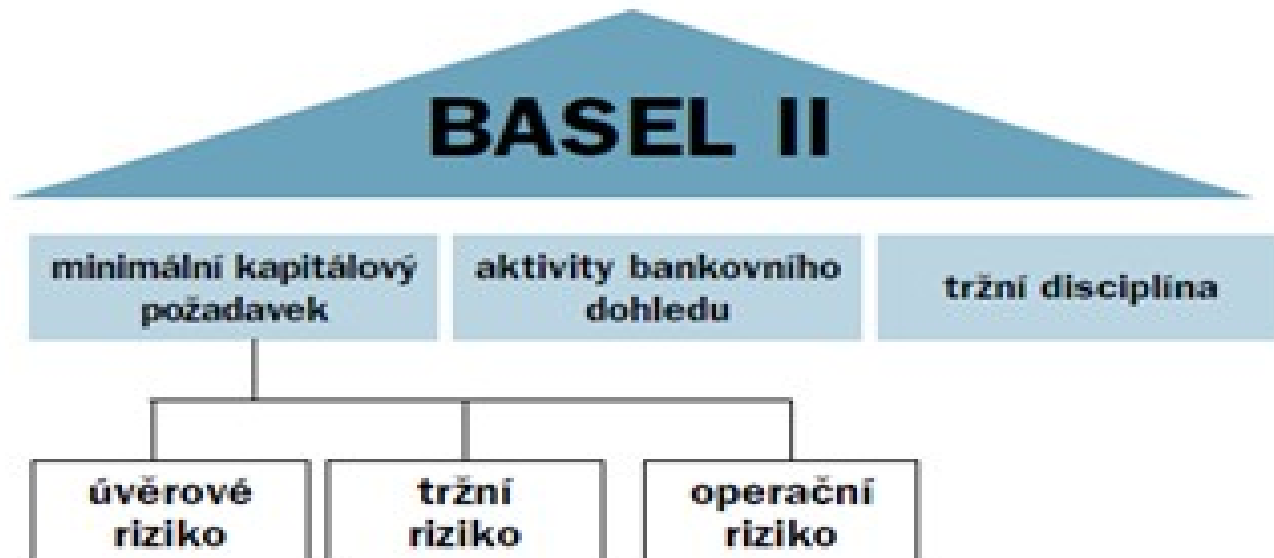 BASEL II
minimální kapitálový
požadavek
aktivity bankovního
dohledu
tržní disciplína
úvěrové
riziko
tržní
riziko
operační
riziko